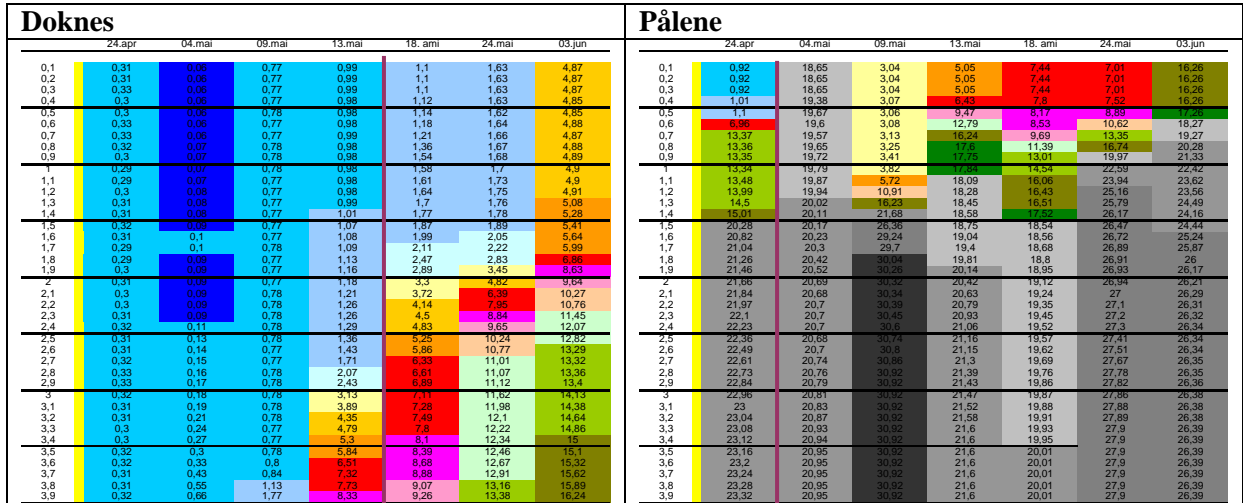 Doknes
24.apr 04.mai 09.mai 13.mai 18. ami 24.mai 03.jun
0,1 0,31 0,08 0,77 0,99 1,1 1,63 4,87
0,2 0,31 0,06 0,77 0,98 1,1 1,63 4,87
0,3 0,33 0,06 0,77 0,99 1,1 1,63 4,87
0,4 0,3 0,06 0,77 0,98 1,12 1,63 4,85
0,5 0,3 0,06 0,78 0,98 1,14 1,62 4,85
0,6 0,33 0,06 0,77 0,98 1,18 1,64 4,88
0,7 0,33 0,06 0,77 0,98 1,21 1,66 4,87
0,8 0,32 0,07 0,78 0,98 1,36 1,67 4,88
0,9 0,3 0,07 0,77 0,98 1,54 1,68 4,89
1 0,29 0,07 0,78 0,98 1,58 1,7 4,9
1,1 0,29 0,07 0,77 0,98 1,61 1,73 4,9
1,2 0,3 0,08 0,77 0,98 1,64 1,75 4,91
1,3 0,31 0,08 0,77 0,99 1,7 1,76 5,08
1,4 0,31 0,08 0,78 1,01 1,77 1,78 5,28
1,5 0,32 0,09 0,77 1,07 1,87 1,89 5,41
1,6 0,31 0,1 0,77 1,08 1,99 2,05 5,64
1,7 0,29 0,1 0,78 1,09 2,11 2,22 5,99
1,8 0,29 0,09 0,77 1,13 2,47 2,83 6,86
1,9 0,3 0,09 0,77 1,16 2,89 3,45 8,63
2 0,31 0,09 0,77 1,18 3,3 4,82 9,64
2,1 0,3 0,09 0,78 1,21 3,72 6,39 10,27
2,2 0,3 0,09 0,78 1,26 4,14 7,95 10,76
2,3 0,31 0,09 0,78 1,26 4,5 8,84 11,45
2,4 0,32 0,11 0,78 1,29 4,83 9,65 12,07
2,5 0,31 0,13 0,78 1,36 5,25 10,24 12,82
2,6 0,31 0,14 0,77 1,43 5,86 10,77 13,29
2,7 0,32 0,15 0,77 1,71 6,33 11,01 13,32
2,8 0,33 0,16 0,78 2,07 6,61 11,07 13,36
2,9 0,33 0,17 0,78 2,43 6,89 11,12 13,4
3 0,32 0,18 0,78 3,13 7,11 11,62 14,13
3,1 0,31 0,19 0,78 3,89 7,28 11,98 14,38
3,2 0,31 0,21 0,78 4,35 7,49 12,1 14,64
3,3 0,3 0,24 0,77 4,79 7,8 12,22 14,86
3,4 0,3 0,27 0,77 5,3 8,1 12,34 15
3,5 0,32 0,3 0,78 5,84 8,39 12,46 15,1
3,6 0,32 0,33 0,8 6,51 8,68 12,67 15,32
3,7 0,31 0,43 0,84 7,32 8,88 12,91 15,62
3,8 0,31 0,55 1,13 7,73 9,07 13,16 15,89
3,9 0,32 0,66 1,77 8,33 9,26 13,38 16,24
Pålene
24.apr 04.mai 09.mai 13.mai 18. ami 24.mai 03.jun
0,1 0,92 18,65 3,04 5,05 7,44 7,01 16,26
0,2 0,92 18,65 3,04 5,05 7,44 7,01 16,26
0,3 0,92 18,65 3,04 5,05 7,44 7,01 16,26
0,4 1,01 19,38 3,07 6,43 7,8 7,52 16,26
0,5 1,1 19,67 3,06 9,47 8,17 8,89 17,26
0,6 6,96 19,6 3,08 12,79 8,53 10,62 18,27
0,7 13,37 19,57 3,13 16,24 9,69 13,35 19,27
0,8 13,36 19,65 3,25 17,6 11,39 16,74 20,28
0,9 13,35 19,72 3,41 17,75 13,01 19,97 21,33
1 13,34 19,79 3,82 17,84 14,54 22,59 22,42
1,1 13,48 19,87 5,72 18,09 16,06 23,94 23,62
1,2 13,99 19,94 10,91 18,28 16,43 25,16 23,56
1,3 14,5 20,02 16,23 18,45 16,51 25,79 24,49
1,4 15,01 20,11 21,68 18,58 17,52 26,17 24,16
1,5 20,28 20,17 26,36 18,75 18,54 26,47 24,44
1,6 20,82 20,23 29,24 19,04 18,56 26,72 25,24
1,7 21,04 20,3 29,7 19,4 18,68 26,89 25,87
1,8 21,26 20,42 30,04 19,81 18,8 26,91 26
1,9 21,46 20,52 30,26 20,14 18,95 26,93 26,17
2 21,66 20,69 30,32 20,42 19,12 26,94 26,21
2,1 21,84 20,68 30,34 20,63 19,24 27 26,29
2,2 21,97 20,7 30,39 20,79 19,35 27,1 26,31
2,3 22,1 20,7 30,45 20,93 19,45 27,2 26,32
2,4 22,23 20,7 30,6 21,06 19,52 27,3 26,34
2,5 22,36 20,68 30,74 21,16 19,57 27,41 26,34
2,6 22,49 20,7 30,8 21,15 19,62 27,51 26,34
2,7 22,61 20,74 30,86 21,3 19,69 27,67 26,35
2,8 22,73 20,76 30,92 21,39 19,76 27,78 26,35
2,9 22,84 20,79 30,92 21,43 19,86 27,82 26,36
3 22,96 20,81 30,92 21,47 19,87 27,86 26,38
3,1 23 20,83 30,92 21,52 19,88 27,88 26,38
3,2 23,04 20,87 30,92 21,58 19,91 27,89 26,38
3,3 23,08 20,93 30,92 21,6 19,93 27,9 26,39
3,4 23,12 20,94 30,92 21,6 19,95 27,9 26,39
3,5 23,16 20,95 30,92 21,6 20,01 27,9 26,39
3,6 23,2 20,95 30,92 21,6 20,01 27,9 26,39
3,7 23,24 20,95 30,92 21,6 20,01 27,9 26,39
3,8 23,28 20,95 30,92 21,6 20,01 27,9 26,39
3,9 23,32 20,95 30,92 21,6 20,01 27,9 26,39